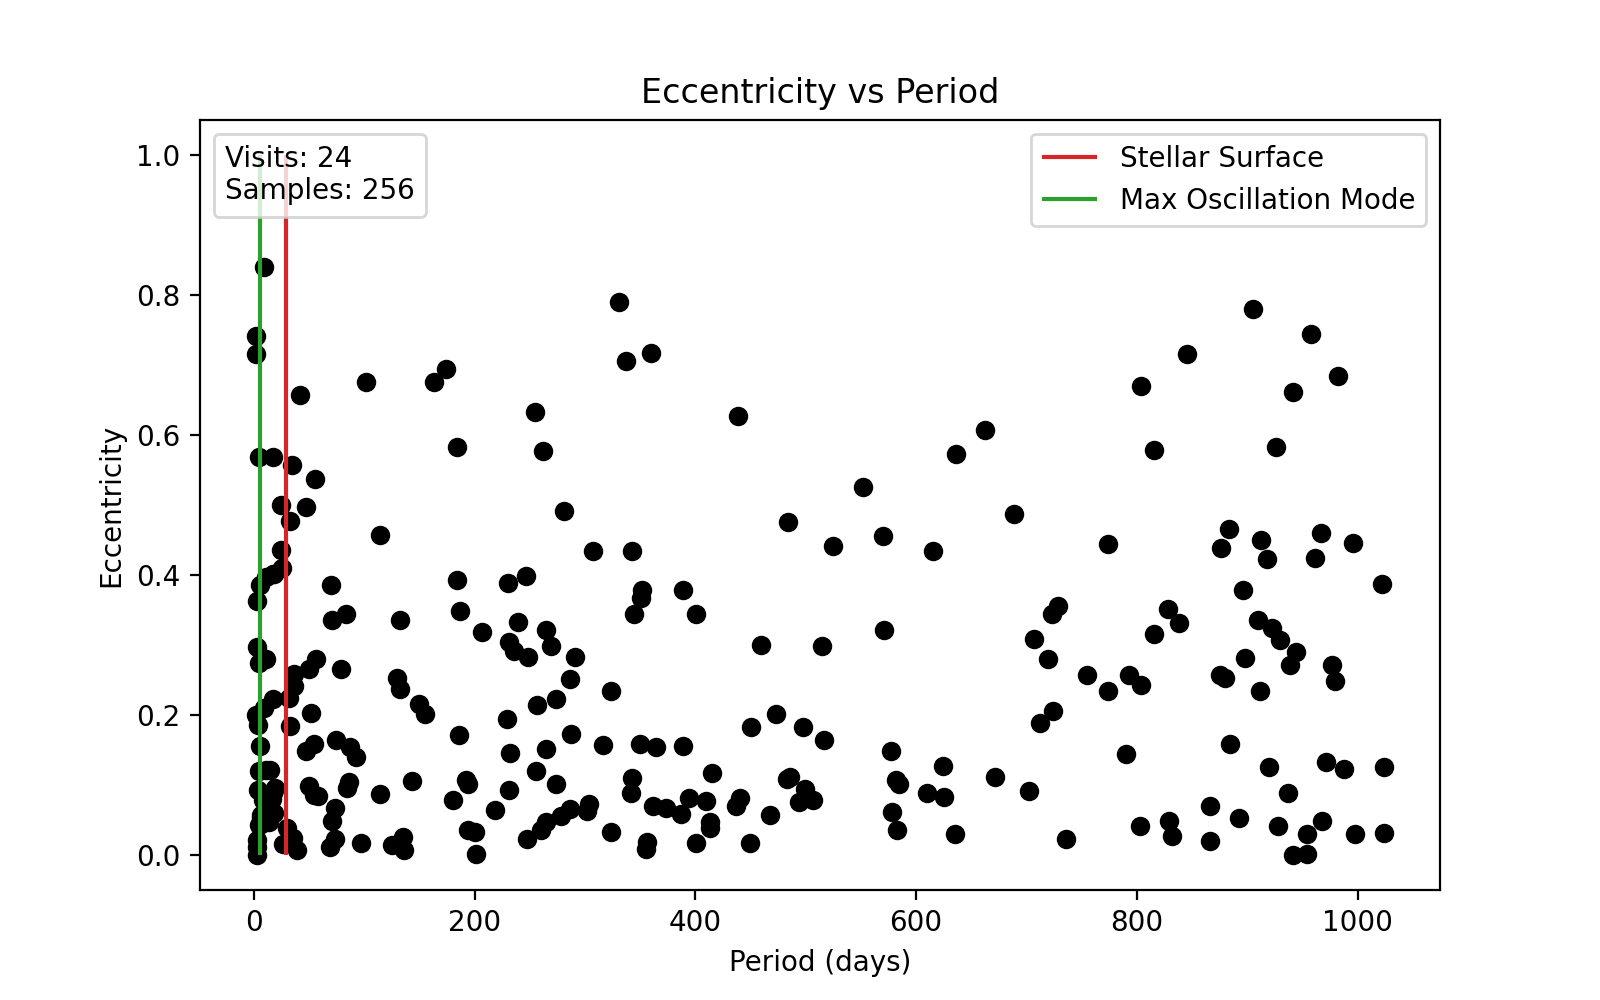 Eccentricity vs Period
Visits: 24
Samples: 256
Stellar Surface
Max Oscillation Mode
Eccentricity
1.0
0.8
0.6
0.4
0.2
0.0
0
200
400
600
800
1000
Period (days)